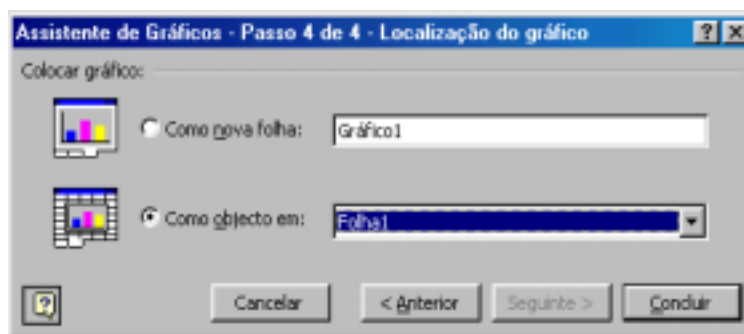 Assistente de Gráficos - Passo 4 de 4 - Localização do gráfico
Colocar gráfico:
Como nova folha: Gráfico1
Como objecto em: Folha1
Cancelar < Anterior Seguinte > Concluir